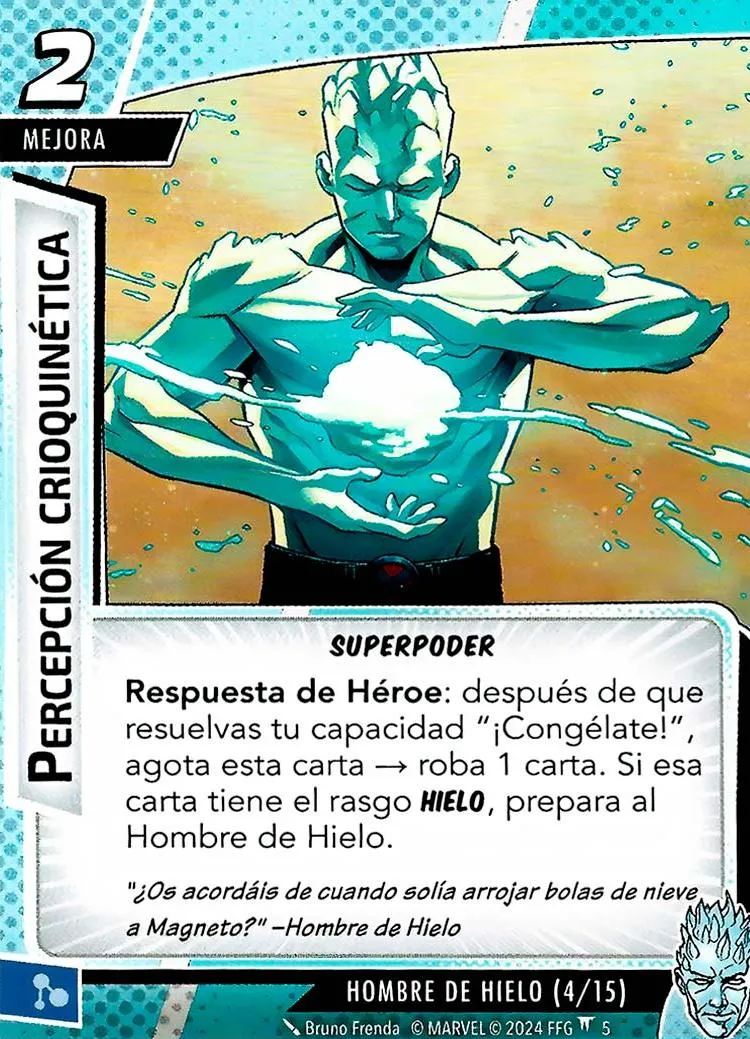 2
MEJORA
PERCEPCIÓN CRIOQUINÉTICA
SUPERPODER
Respuesta de Héroe: después de que
resuelvas tu capacidad “¡Congélate!”,
agota esta carta → roba 1 carta. Si esa
carta tiene el rasgo HIELO, prepara al
Hombre de Hielo.
"¿Os acordáis de cuando solía arrojar bolas de nieve
a Magneto?" –Hombre de Hielo
HOMBRE DE HIELO (4/15)
Bruno Frenda © MARVEL © 2024 FFG 5